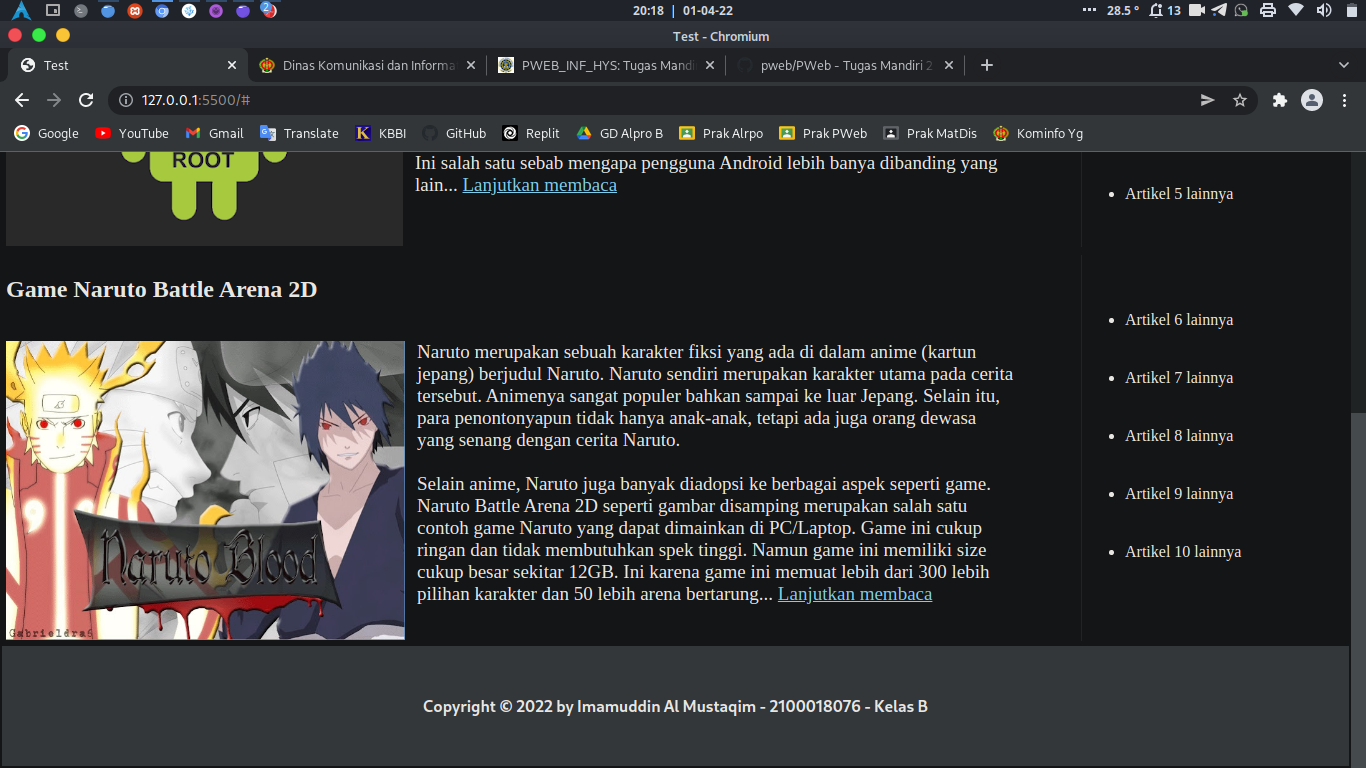 20:18 | 01-04-22
28.5 °
13
2
Test - Chromium
Test
Dinas Komunikasi dan Informa
PWEB_INF_HYS: Tugas Mandi
pweb/PWeb - Tugas Mandiri 2
127.0.0.1:5500/#
Google
YouTube
Gmail
Translate
KBBI
GitHub
Replit
GD Alpro B
Prak Alrpo
Prak PWeb
Prak MatDis
Kominfo Yg
ROOT
Ini salah satu sebab mengapa pengguna Android lebih banya dibanding yang
lain... Lanjutkan membaca
Artikel 5 lainnya
Game Naruto Battle Arena 2D
Naruto Blood
Gabrieldra6
Naruto merupakan sebuah karakter fiksi yang ada di dalam anime (kartun
jepang) berjudul Naruto. Naruto sendiri merupakan karakter utama pada cerita
tersebut. Animenya sangat populer bahkan sampai ke luar Jepang. Selain itu,
para penontonyapun tidak hanya anak-anak, tetapi ada juga orang dewasa
yang senang dengan cerita Naruto.
Selain anime, Naruto juga banyak diadopsi ke berbagai aspek seperti game.
Naruto Battle Arena 2D seperti gambar disamping merupakan salah satu
contoh game Naruto yang dapat dimainkan di PC/Laptop. Game ini cukup
ringan dan tidak membutuhkan spek tinggi. Namun game ini memiliki size
cukup besar sekitar 12GB. Ini karena game ini memuat lebih dari 300 lebih
pilihan karakter dan 50 lebih arena bertarung... Lanjutkan membaca
Artikel 6 lainnya
Artikel 7 lainnya
Artikel 8 lainnya
Artikel 9 lainnya
Artikel 10 lainnya
Copyright © 2022 by Imamuddin Al Mustaqim - 2100018076 - Kelas B